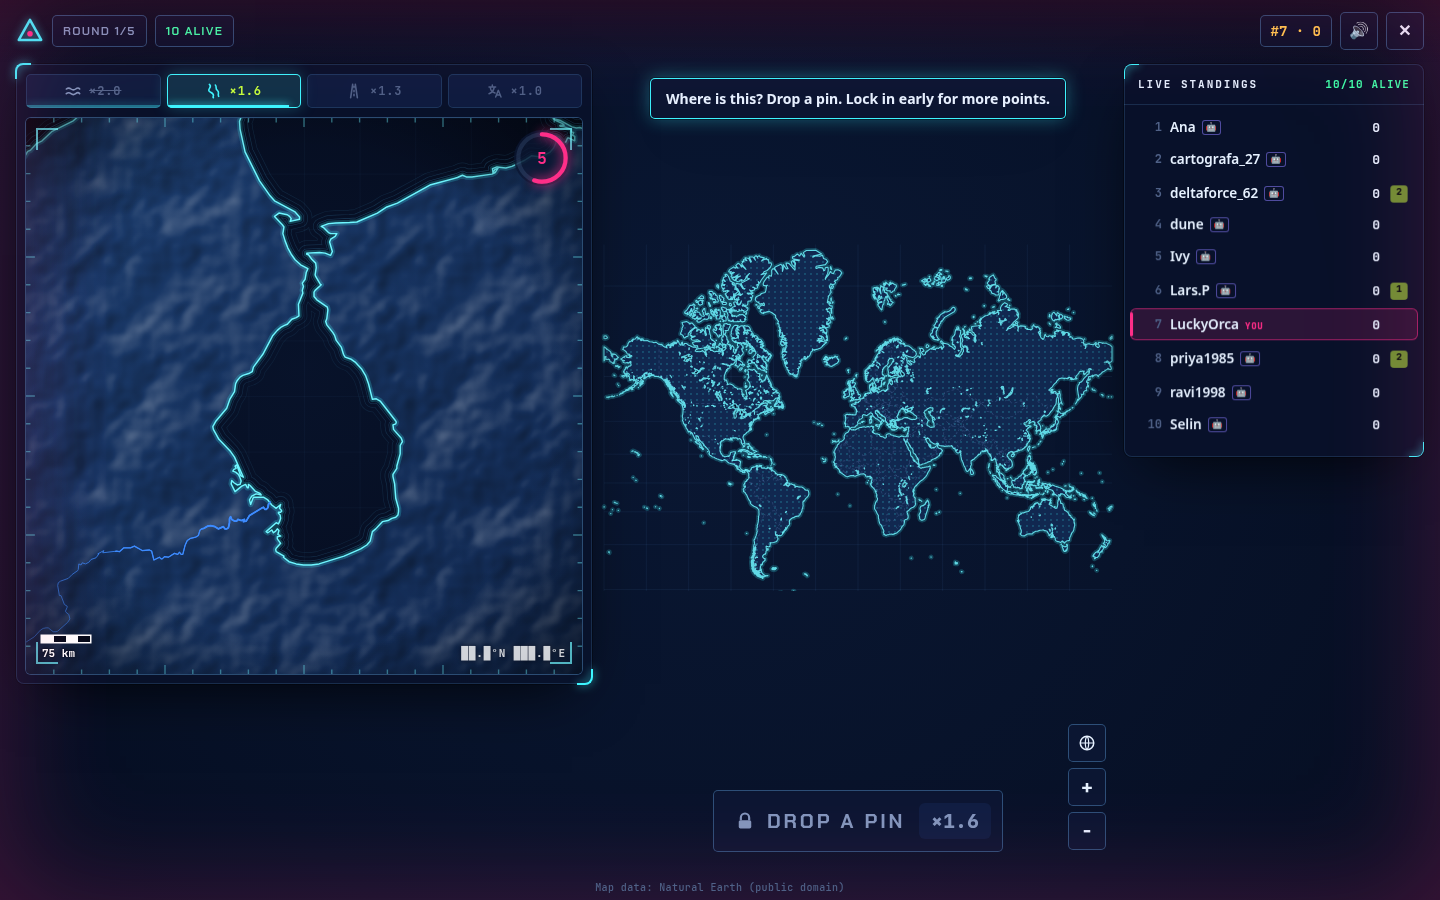 ROUND 1/5
10 ALIVE
#7 · 0
×2.0
×1.6
×1.3
×1.0
5
75 km
██.█°N ███.█°E
Where is this? Drop a pin. Lock in early for more points.
LIVE STANDINGS 10/10 ALIVE
1 Ana 0
2 cartografa_27 0
3 deltaforce_62 0 2
4 dune 0
5 Ivy 0
6 Lars.P 0 1
7 LuckyOrca YOU 0
8 priya1985 0 2
9 ravi1998 0
10 Selin 0
+
-
DROP A PIN ×1.6
Map data: Natural Earth (public domain)